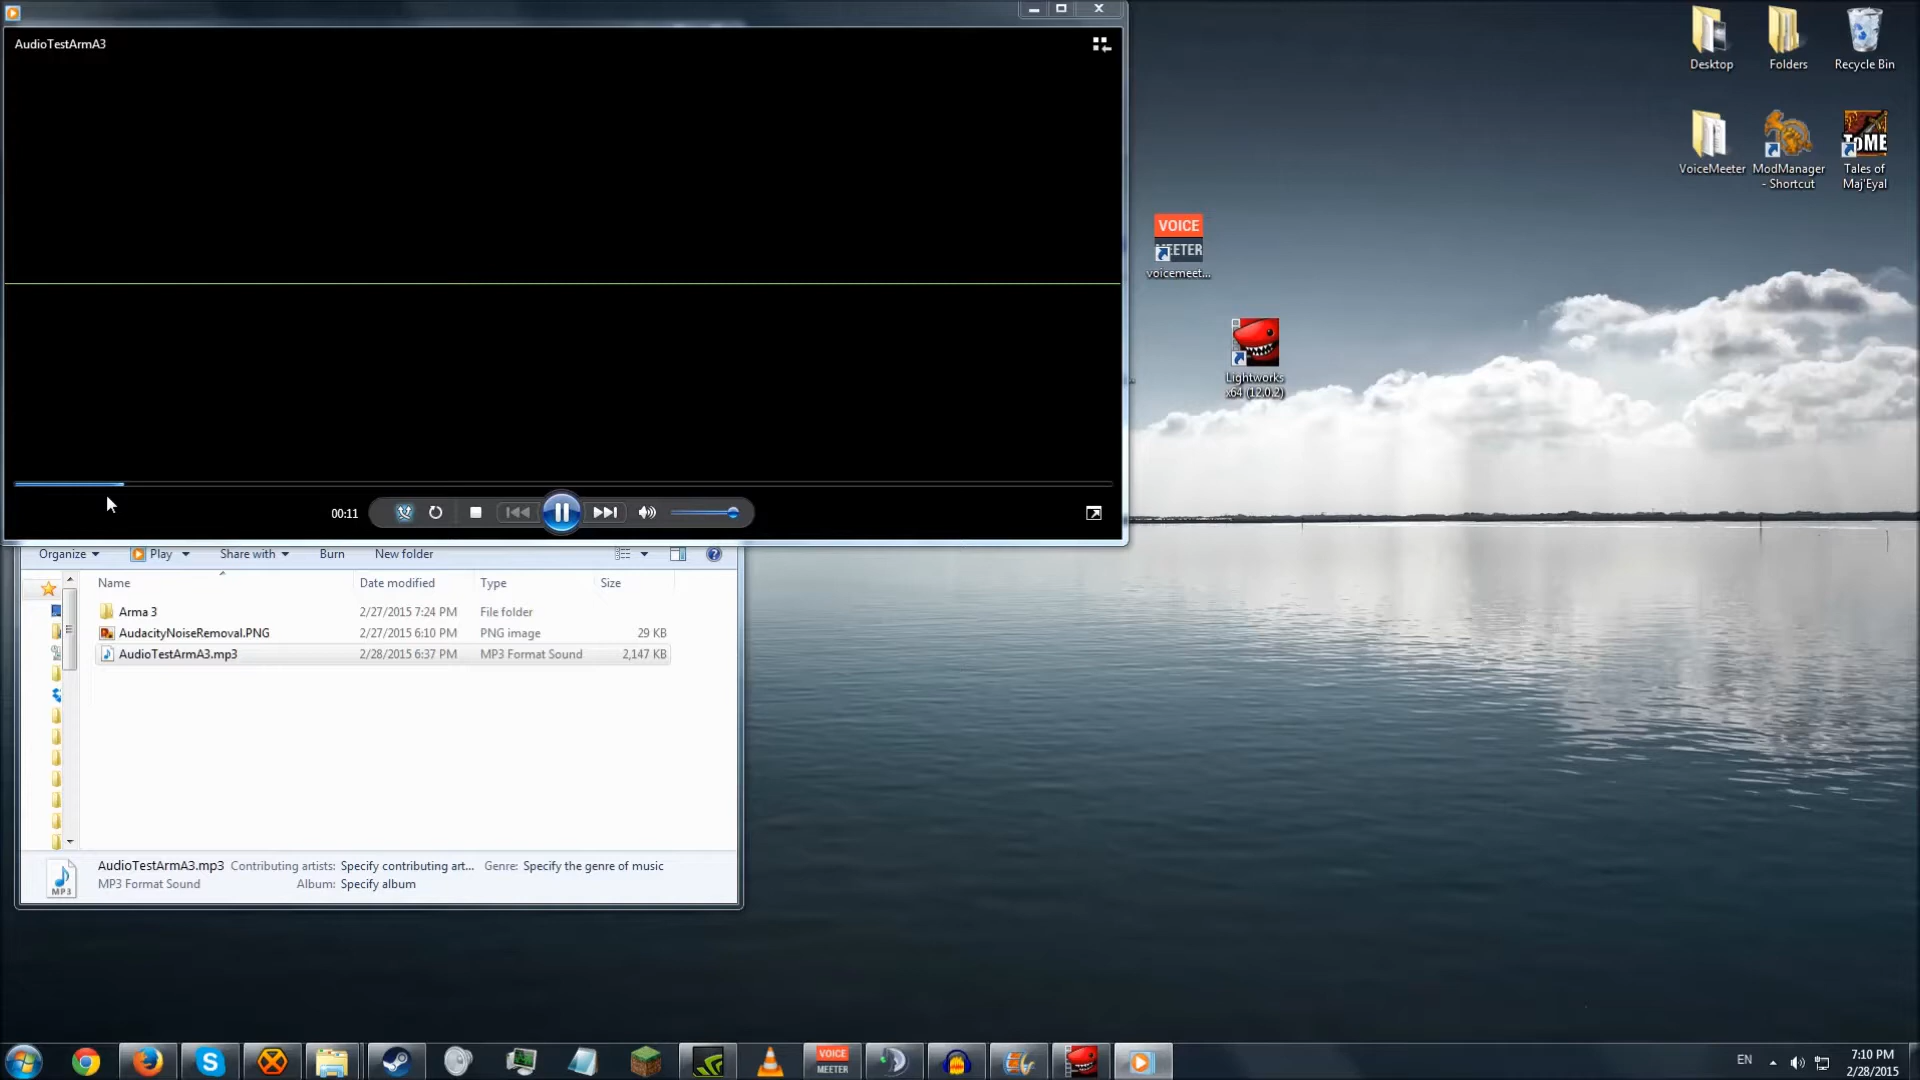 AudioTestArmA3
00:11
Organize
Play
Share with
Burn
New folder
Name
Date modified
Type
Size
Arma 3
2/27/2015 7:24 PM
File folder
AudacityNoiseRemoval.PNG
2/27/2015 6:10 PM
PNG image
29 KB
AudioTestArmA3.mp3
2/28/2015 6:37 PM
MP3 Format Sound
2,147 KB
AudioTestArmA3.mp3
Contributing artists: Specify contributing art...
Genre: Specify the genre of music
MP3 Format Sound
Album: Specify album
MP3
Desktop
Folders
Recycle Bin
VoiceMeeter
ModManager
- Shortcut
ToME
Tales of
Maj'Eyal
VOICE
MEETER
voicemeet...
Lightworks
x64 (12.0.2)
VOICE
MEETER
EN
7:10 PM
2/28/2015